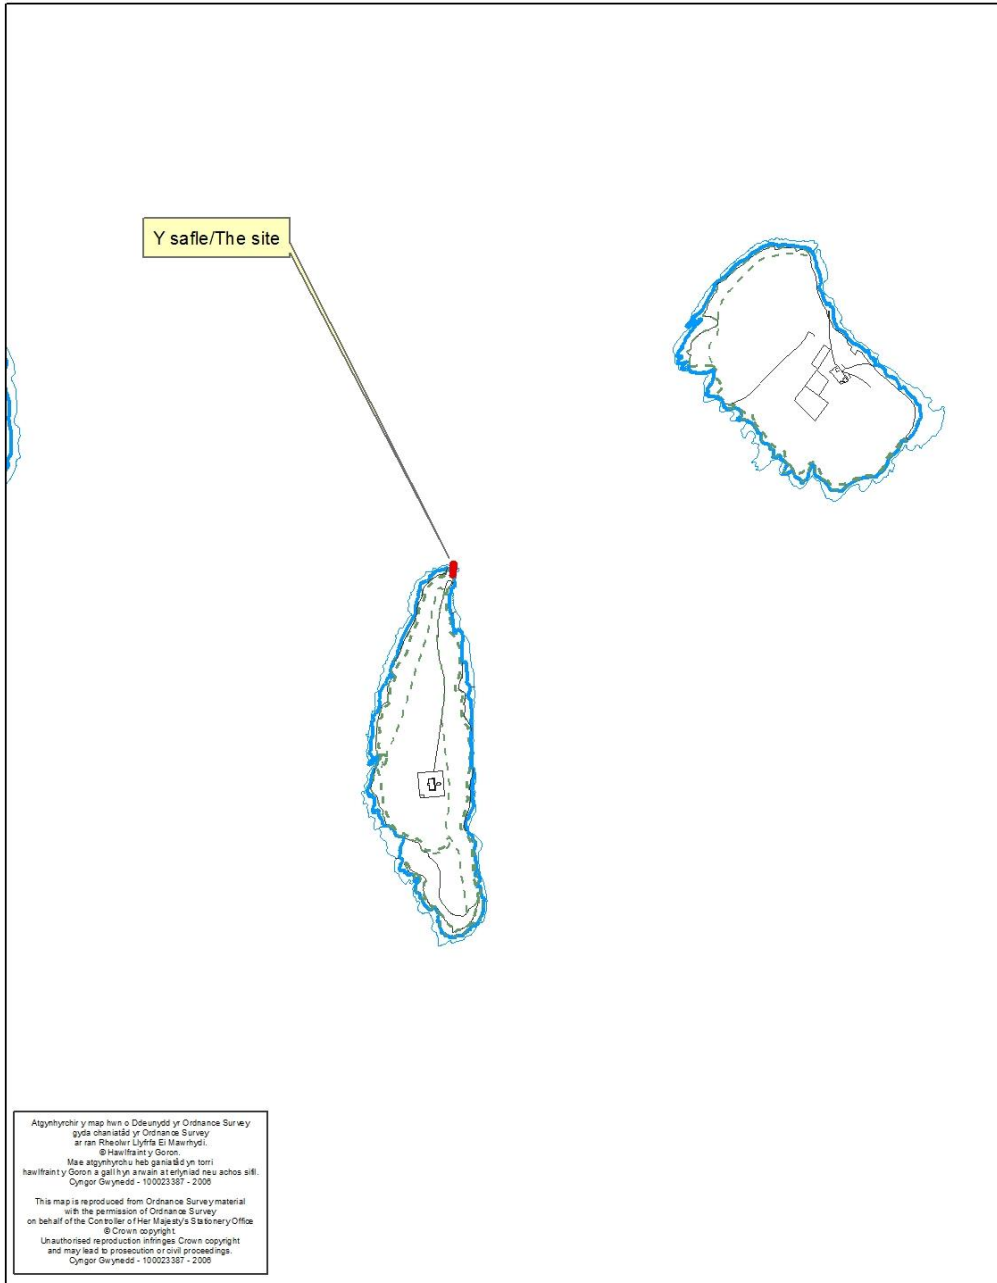 Y safle/The site
Atgynhyrchir y map hwn o Ddeunydd yr Ordnance Survey
gyda chaniatâd yr Ordnance Survey
ar ran Rheolwr Llyfrfa Ei Mawrhydi.
© Hawlfraint y Goron.
Mae atgynhyrchu heb ganiatâd yn torri
hawlfraint y Goron a gall hyn arwain at erlyniad neu achos sifil.
Cyngor Gwynedd - 100023387 - 2006
This map is reproduced from Ordnance Survey material
with the permission of Ordnance Survey
on behalf of the Controller of Her Majesty's Stationery Office
© Crown copyright.
Unauthorised reproduction infringes Crown copyright
and may lead to prosecution or civil proceedings.
Cyngor Gwynedd - 100023387 - 2006